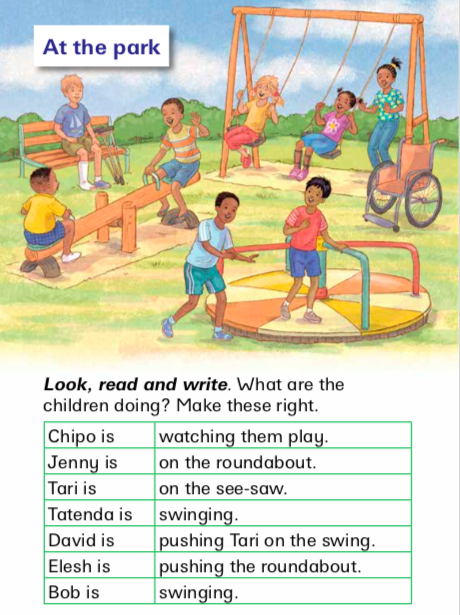 At the park
Look, read and write. What are the
children doing? Make these right.
Chipo is watching them play.
Jenny is on the roundabout.
Tari is on the see-saw.
Tatenda is swinging.
David is pushing Tari on the swing.
Elesh is pushing the roundabout.
Bob is swinging.